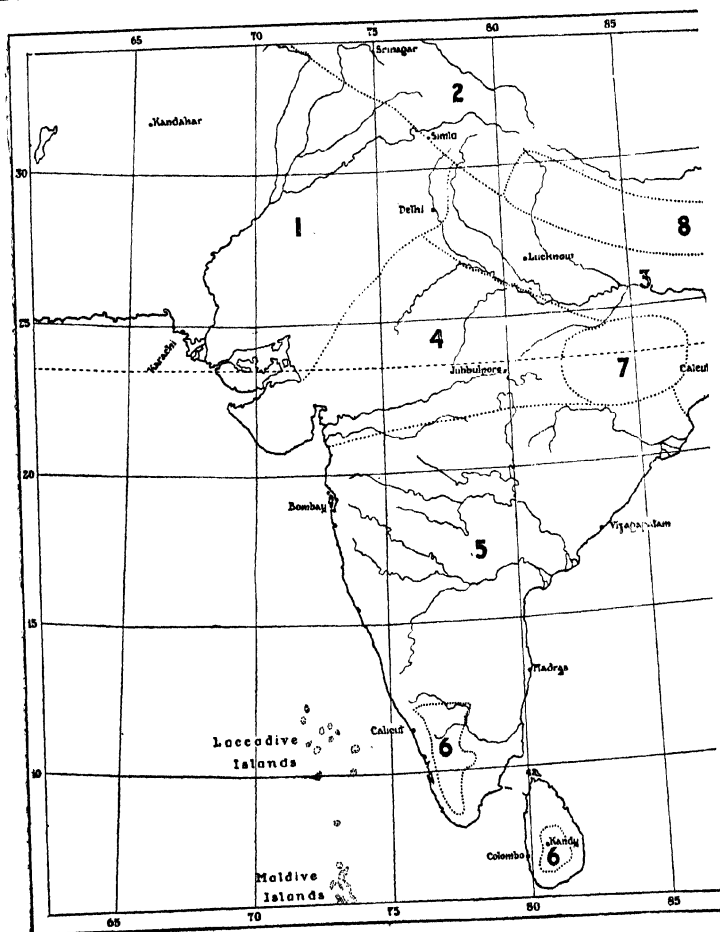 65 70 75 80 85
Srinagar
2
Kandahar
Simla
30
Delhi
1
8
Lucknow
3
25
4
Karachi
Jubbulpore
7
Calcut
20
Bombay
Vizagapatam
5
15
Madras
Calicut
6
Laccadive
Islands
10
Kandy
Colombo
6
Maldive
Islands
65 70 75 80 85